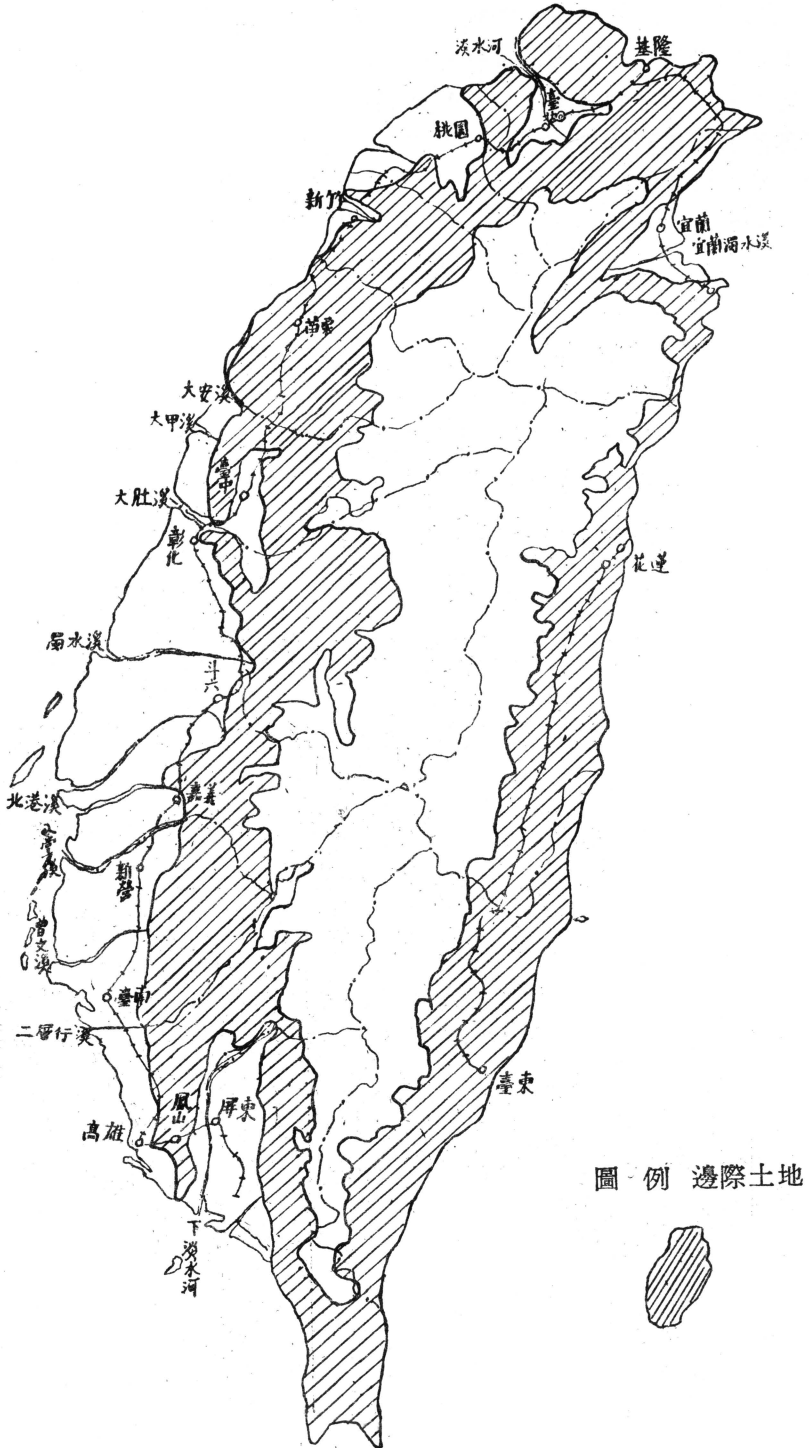 淡水河
基隆
臺北
桃園
新竹
宜蘭
宜蘭濁水溪
苗栗
大安溪
大甲溪
臺中
大肚溪
彰化
花蓮
濁水溪
斗六
北港溪
嘉義
新營
曾文溪
臺南
二層行溪
臺東
鳳山
屏東
高雄
下淡水河
圖例 邊際土地